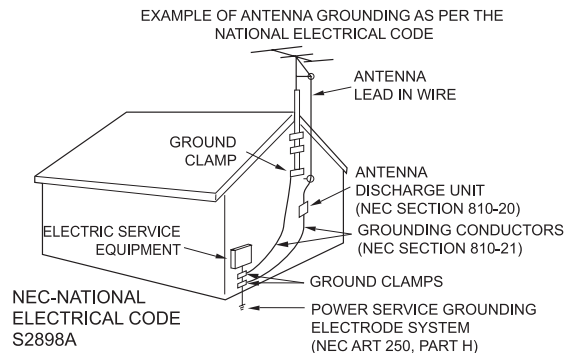 EXAMPLE OF ANTENNA GROUNDING AS PER THE
NATIONAL ELECTRICAL CODE
ANTENNA
LEAD IN WIRE
GROUND
CLAMP
ANTENNA
DISCHARGE UNIT
(NEC SECTION 810-20)
ELECTRIC SERVICE
EQUIPMENT
GROUNDING CONDUCTORS
(NEC SECTION 810-21)
GROUND CLAMPS
NEC-NATIONAL
ELECTRICAL CODE
S2898A
POWER SERVICE GROUNDING
ELECTRODE SYSTEM
(NEC ART 250, PART H)